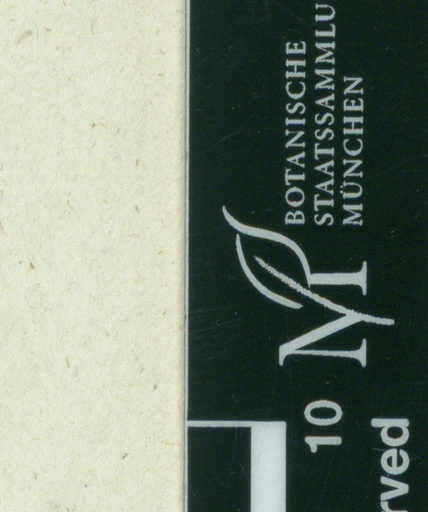 BOTANISCHE
STAATSSAMMLU
MÜNCHEN
M
10
rved